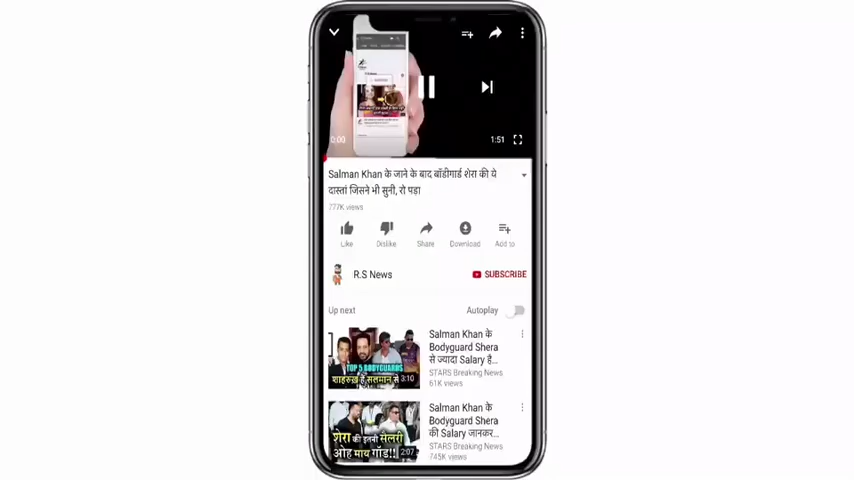 0:00
1:51
Salman Khan के जाने के बाद बॉडीगार्ड शेरा की ये
दास्तां जिसने भी सुनी, रो पड़ा
777K views
Like
Dislike
Share
Download
Add to
R.S News
SUBSCRIBE
Up next
Autoplay
TOP 5 BODYGUARDS
शाहरुख़ हैं सलमान से
3:10
Salman Khan के
Bodyguard Shera
से ज्यादा Salary है...
STARS Breaking News
61K views
शेरा की इतनी सेलरी
ओह माय गॉड!!
2:07
Salman Khan के
Bodyguard Shera
की Salary जानकर...
STARS Breaking News
745K views